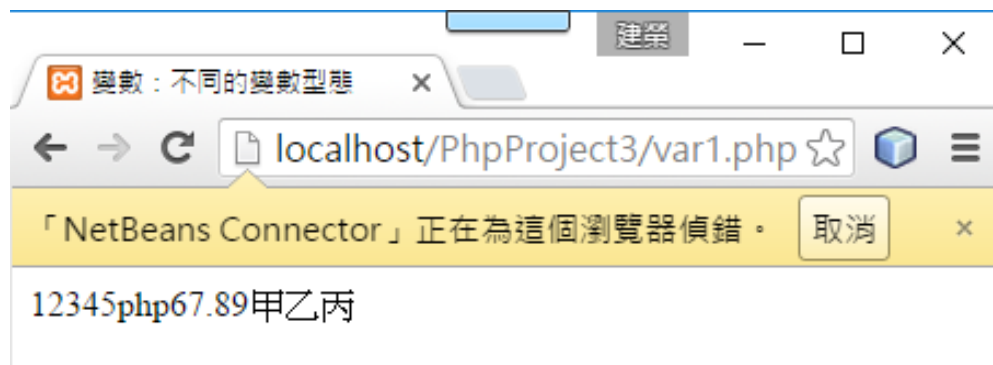 建榮
變數：不同的變數型態
localhost/PhpProject3/var1.php
「NetBeans Connector」正在為這個瀏覽器偵錯。 取消
12345php67.89甲乙丙